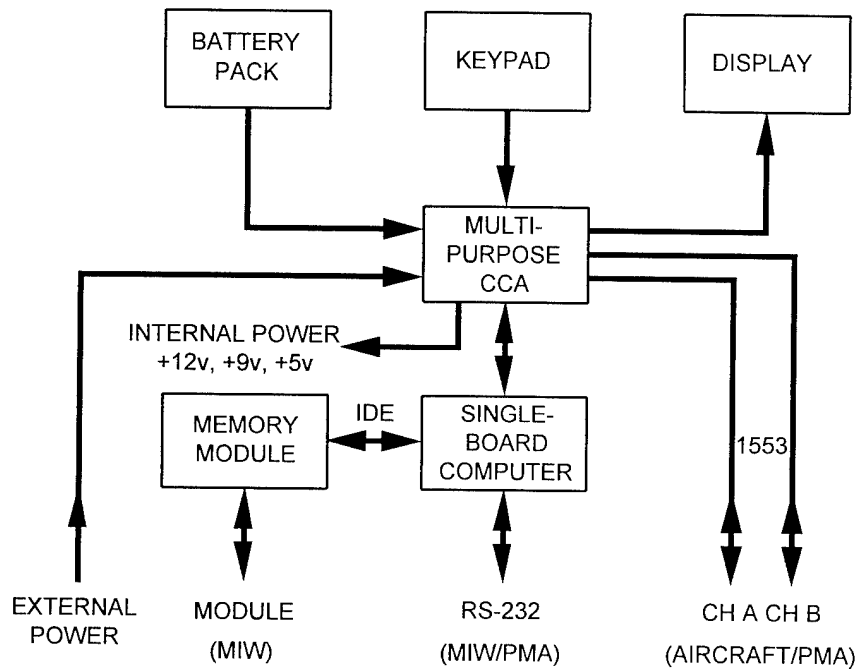 BATTERY
PACK
KEYPAD
DISPLAY
MULTI-
PURPOSE
CCA
INTERNAL POWER
+12v, +9v, +5v
MEMORY
MODULE
IDE
SINGLE-
BOARD
COMPUTER
1553
EXTERNAL
POWER
MODULE
(MIW)
RS-232
(MIW/PMA)
CH A CH B
(AIRCRAFT/PMA)